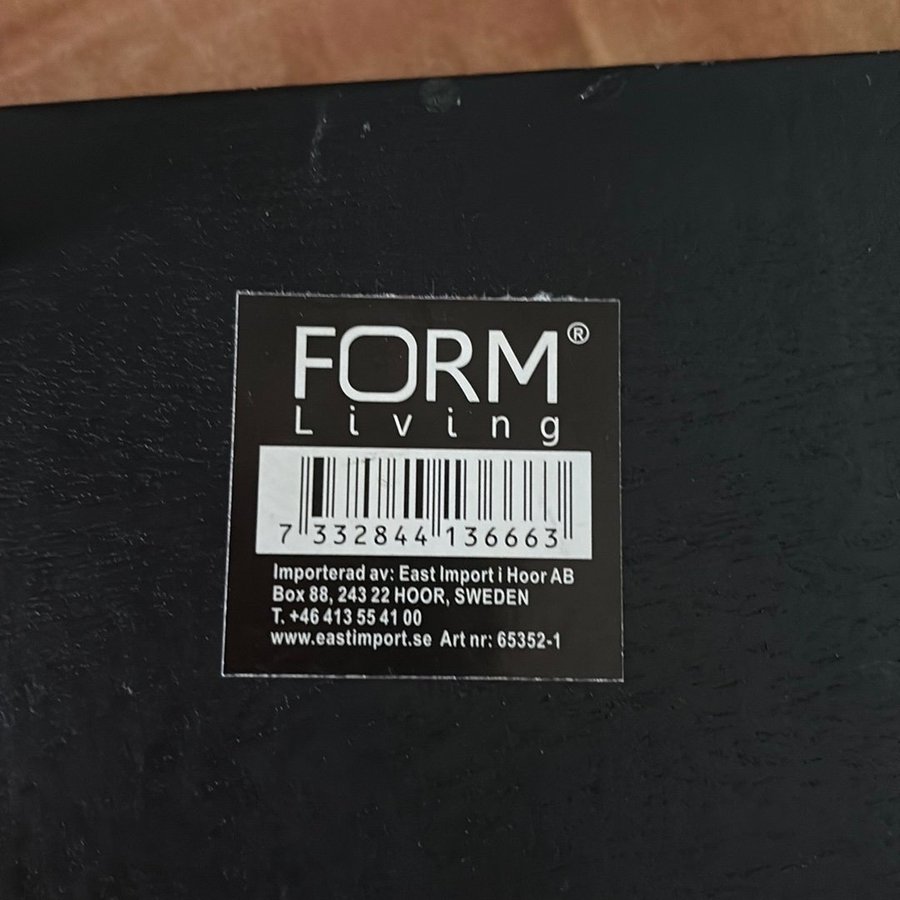 FORM®
Living
7 332844 136663
Importerad av: East Import i Hoor AB
Box 88, 243 22 HOOR, SWEDEN
T. +46 413 55 41 00
www.eastimport.se Art nr: 65352-1